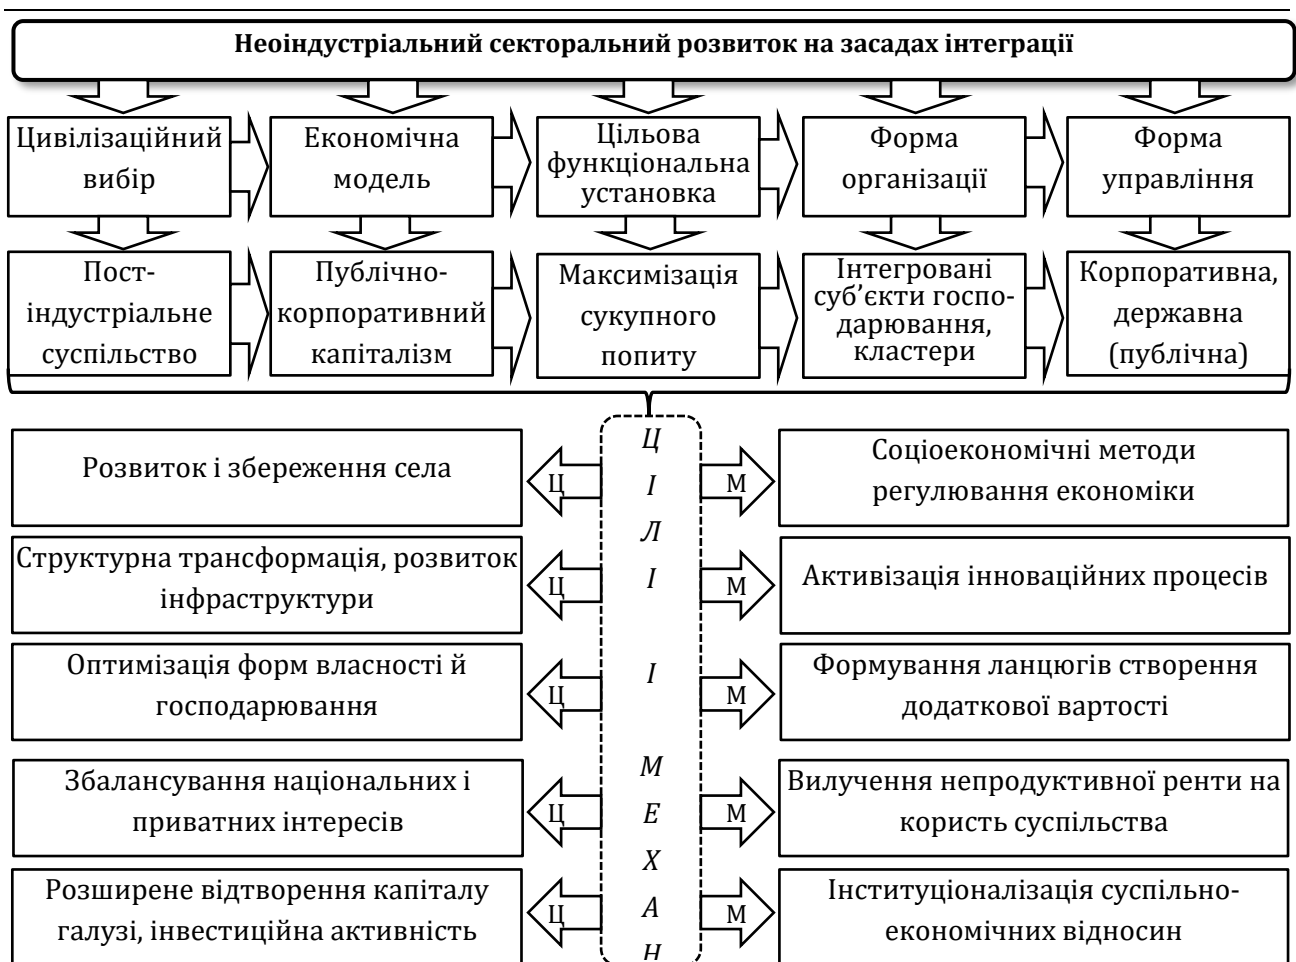 Неоіндустріальний секторальний розвиток на засадах інтеграції
Цивілізаційний
вибір
Економічна
модель
Цільова
функціональна
установка
Форма
організації
Форма
управління
Пост-
індустріальне
суспільство
Публічно-
корпоративний
капіталізм
Максимізація
сукупного
попиту
Інтегровані
суб’єкти госпо-
дарювання,
кластери
Корпоративна,
державна
(публічна)
Розвиток і збереження села
Ц
Ц
І
Л
І
І
М
Е
Х
А
Н
М
Соціоекономічні методи
регулювання економіки
Структурна трансформація, розвиток
інфраструктури
Ц
М
Активізація інноваційних процесів
Оптимізація форм власності й
господарювання
Ц
М
Формування ланцюгів створення
додаткової вартості
Збалансування національних і
приватних інтересів
Ц
М
Вилучення непродуктивної ренти на
користь суспільства
Розширене відтворення капіталу
галузі, інвестиційна активність
Ц
М
Інституціоналізація суспільно-
економічних відносин